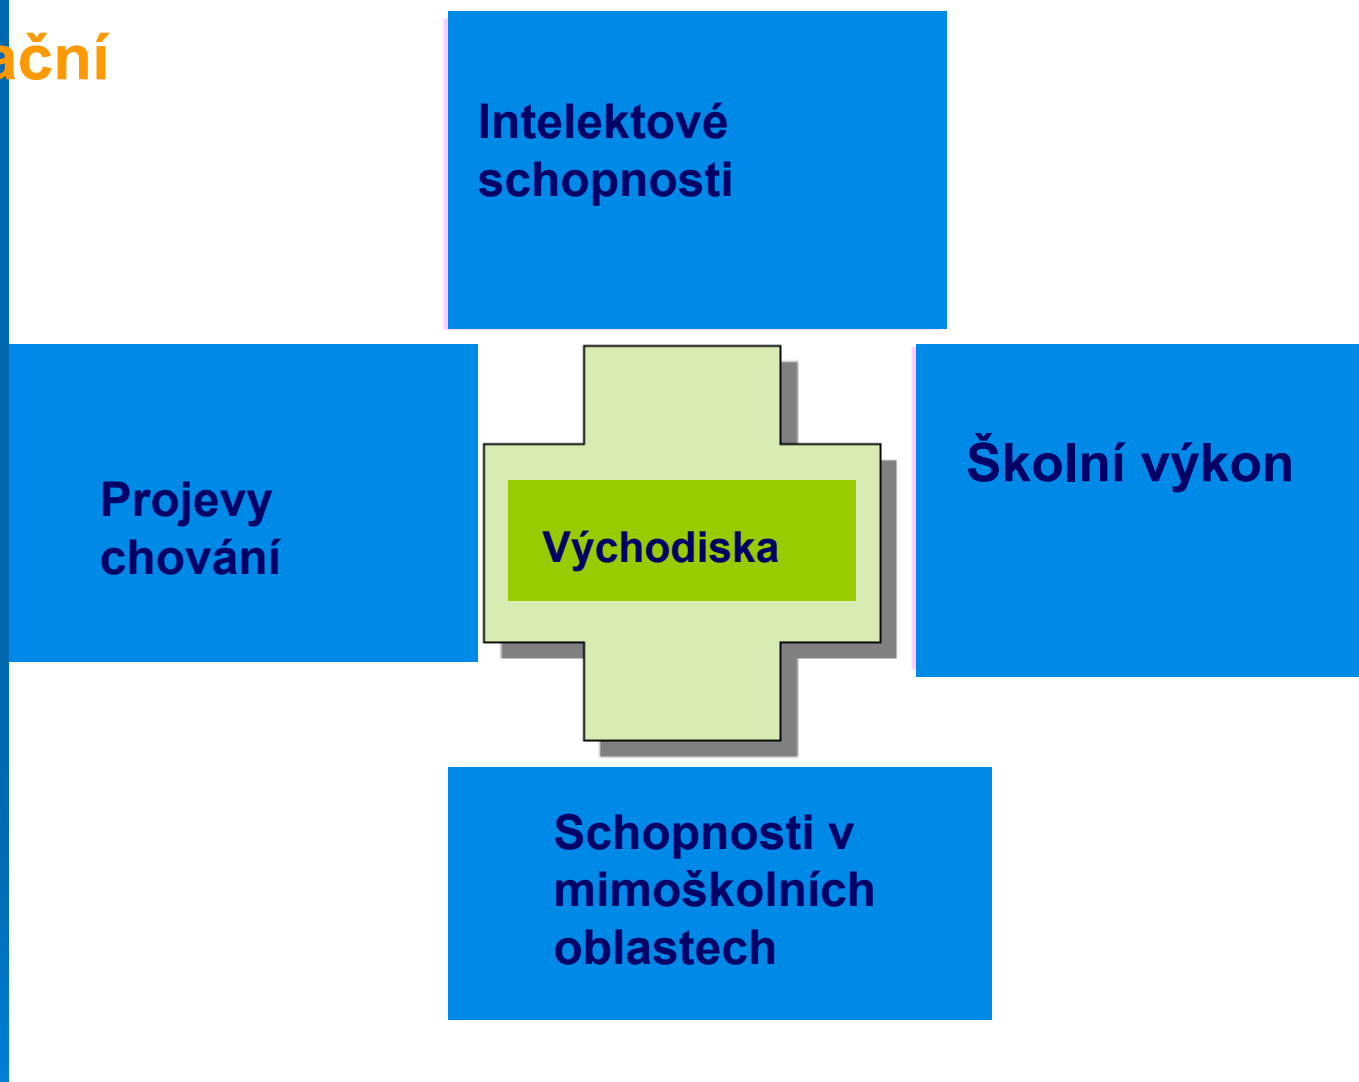 ační
Intelektové
schopnosti
Školní výkon
Projevy
chování
Východiska
Schopnosti v
mimoškolních
oblastech